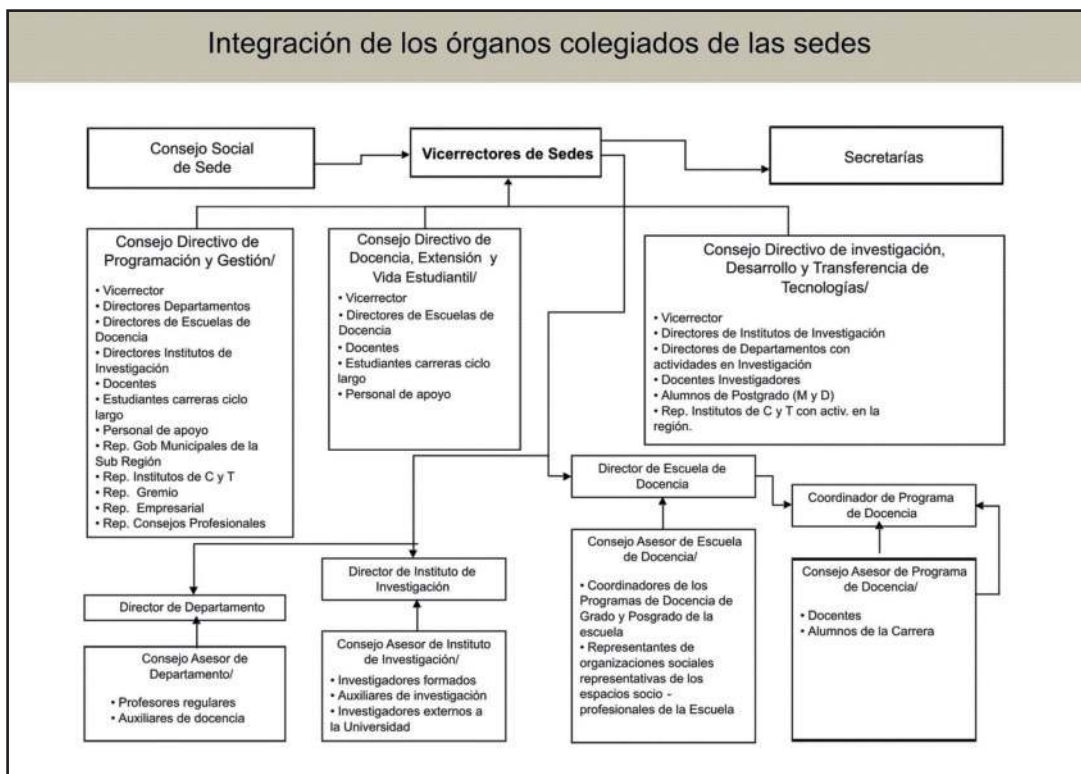 Integración de los órganos colegiados de las sedes
Consejo Social
de Sede
Vicerrectores de Sedes
Secretarías
Consejo Directivo de
Programación y Gestión/
• Vicerrector
• Directores Departamentos
• Directores de Escuelas de
Docencia
• Directores Institutos de
Investigación
• Docentes
• Estudiantes carreras ciclo
largo
• Personal de apoyo
• Rep. Gob Municipales de la
Sub Región
• Rep. Institutos de C y T
• Rep. Gremio
• Rep. Empresarial
• Rep. Consejos Profesionales
Consejo Directivo de
Docencia, Extensión y
Vida Estudiantil/
• Vicerrector
• Directores de Escuelas de
Docencia
• Docentes
• Estudiantes carreras ciclo
largo
• Personal de apoyo
Consejo Directivo de investigación,
Desarrollo y Transferencia de
Tecnologías/
• Vicerrector
• Directores de Institutos de Investigación
• Directores de Departamentos con
actividades en Investigación
• Docentes Investigadores
• Alumnos de Postgrado (M y D)
• Rep. Institutos de C y T con activ. en la
región.
Director de Escuela de
Docencia
Coordinador de Programa
de Docencia
Director de Departamento
Director de Instituto de
Investigación
Consejo Asesor de
Departamento/
• Profesores regulares
• Auxiliares de docencia
Consejo Asesor de Instituto
de Investigación/
• Investigadores formados
• Auxiliares de investigación
• Investigadores externos a
la Universidad
Consejo Asesor de Escuela
de Docencia/
• Coordinadores de los
Programas de Docencia de
Grado y Posgrado de la
escuela
• Representantes de
organizaciones sociales
representativas de los
espacios socio -
profesionales de la Escuela
Consejo Asesor de Programa
de Docencia/
• Docentes
• Alumnos de la Carrera